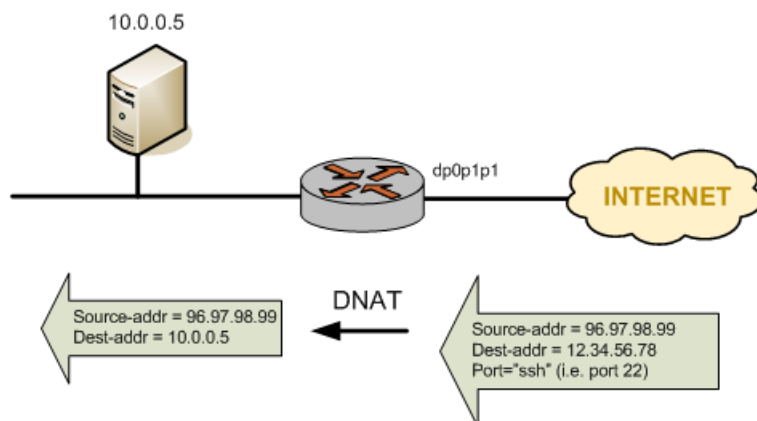 10.0.0.5
dp0p1p1
INTERNET
DNAT
Source-addr = 96.97.98.99
Dest-addr = 10.0.0.5
Source-addr = 96.97.98.99
Dest-addr = 12.34.56.78
Port="ssh" (i.e. port 22)